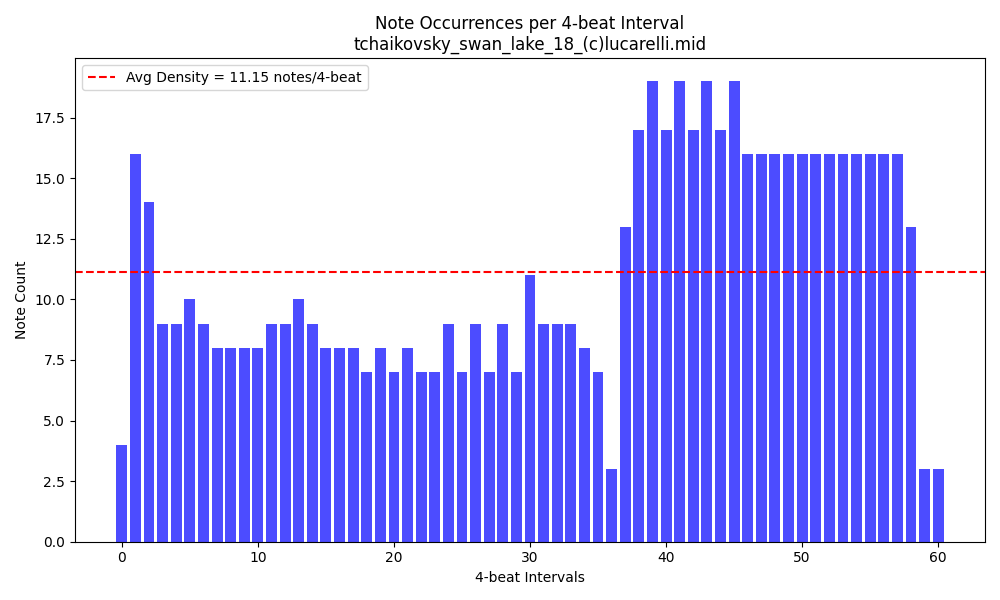 Note Occurrences per 4-beat Interval
tchaikovsky_swan_lake_18_(c)lucarelli.mid
Avg Density = 11.15 notes/4-beat
Note Count
17.5
15.0
12.5
10.0
7.5
5.0
2.5
0.0
0 10 20 30 40 50 60
4-beat Intervals